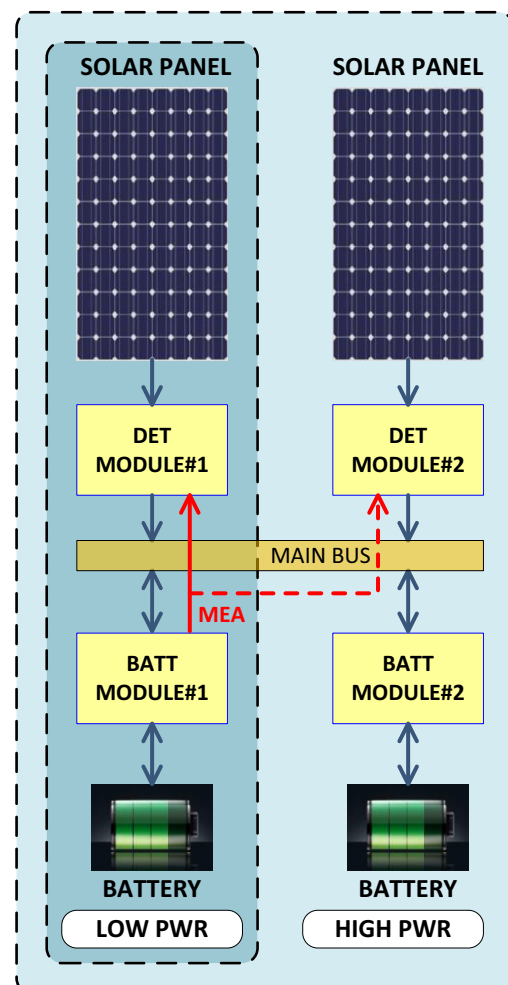 SOLAR PANEL
SOLAR PANEL
DET
MODULE#1
DET
MODULE#2
MAIN BUS
MEA
BATT
MODULE#1
BATT
MODULE#2
BATTERY
BATTERY
LOW PWR
HIGH PWR